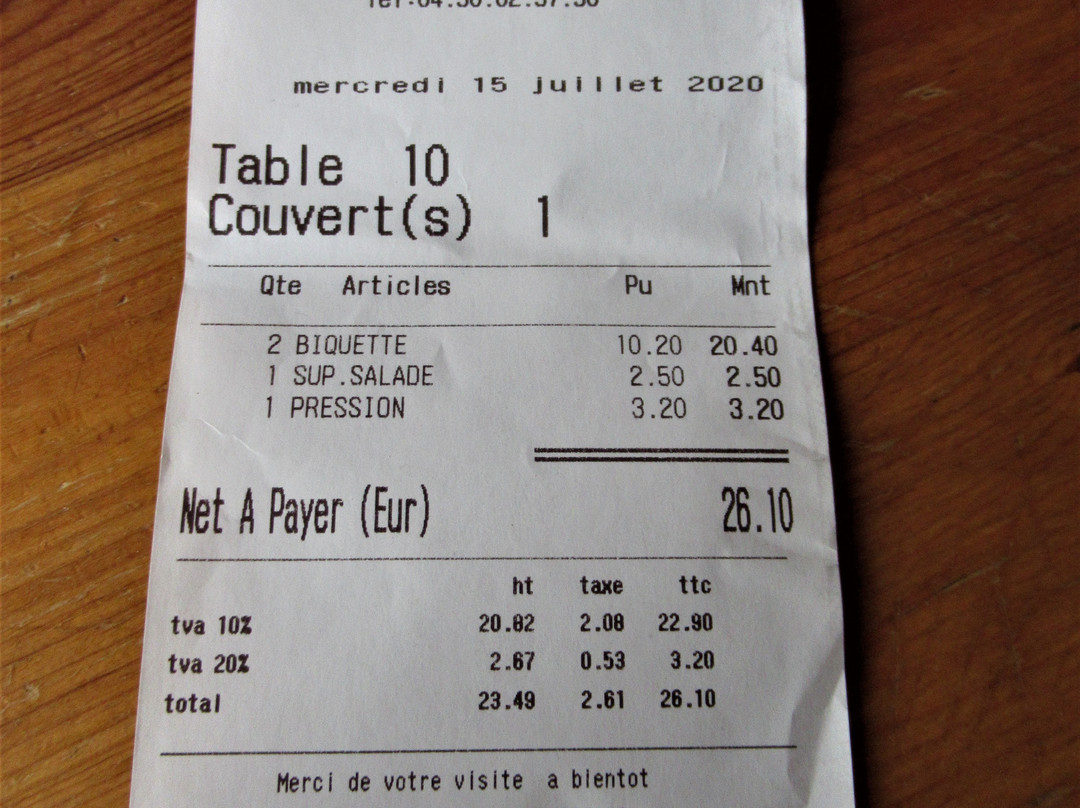 mercredi 15 juillet 2020
Table 10
Couvert(s) 1
Qte Articles Pu Mnt
2 BIQUETTE 10.20 20.40
1 SUP.SALADE 2.50 2.50
1 PRESSION 3.20 3.20
Net A Payer (Eur) 26.10
ht taxe ttc
tva 10% 20.82 2.08 22.90
tva 20% 2.67 0.53 3.20
total 23.49 2.61 26.10
Merci de votre visite a bientot